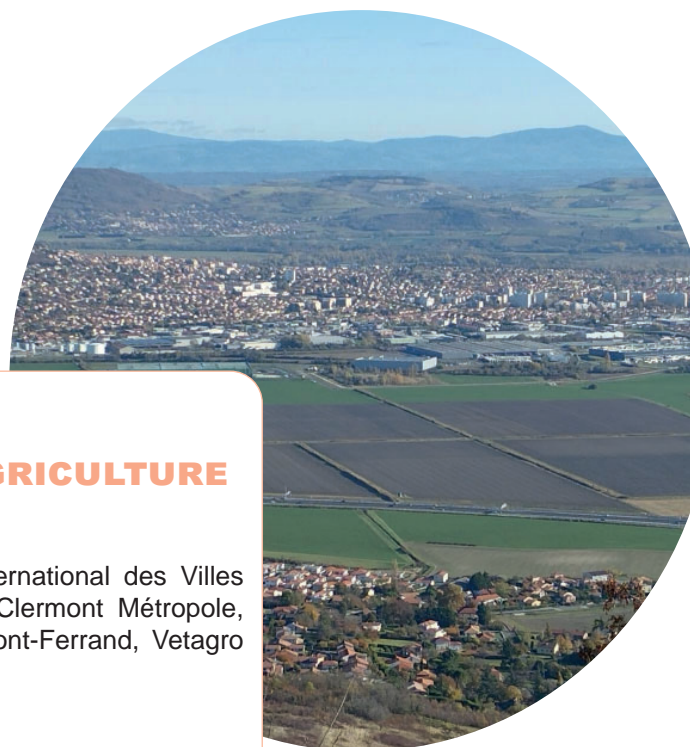 GRICULTURE
ernational des Villes
Clermont Métropole,
ont-Ferrand, Vetagro